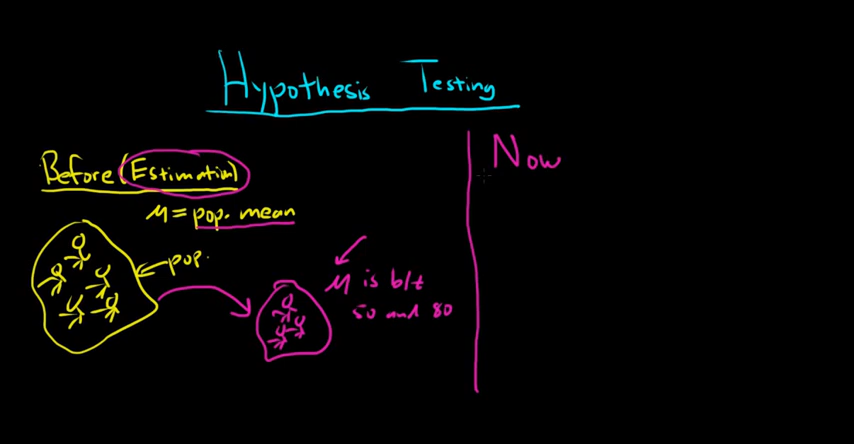 Hypothesis Testing
Before (Estimation)
μ = pop. mean
pop.
μ is b/t
50 and 80
Now